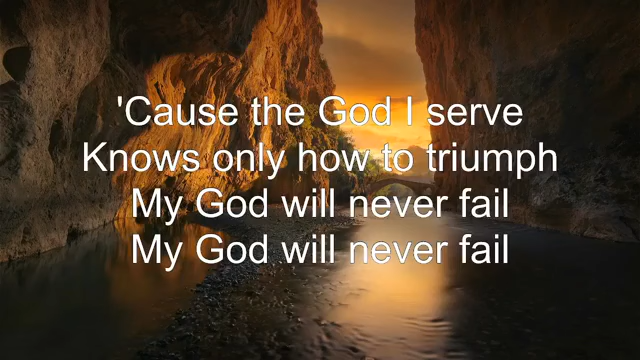 'Cause the God I serve
Knows only how to triumph
My God will never fail
My God will never fail